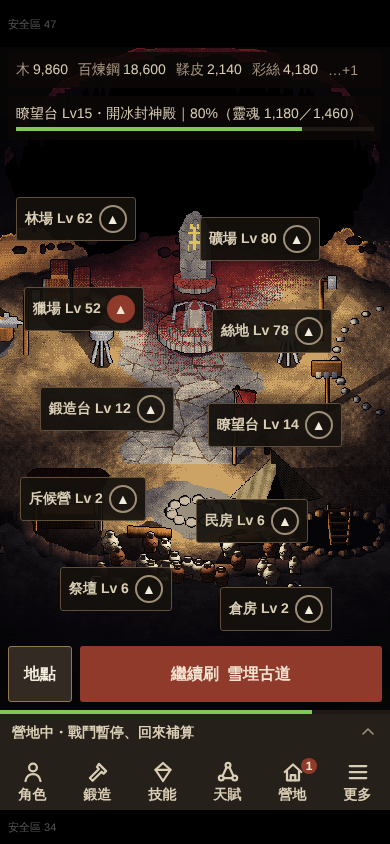 安全區 47
木 9,860 百煉鋼 18,600 鞣皮 2,140 彩絲 4,180 …+1
瞭望台 Lv15・開冰封神殿｜80%（靈魂 1,180／1,460）
林場 Lv 62
礦場 Lv 80
獵場 Lv 52
絲地 Lv 78
鍛造台 Lv 12
瞭望台 Lv 14
斥候營 Lv 2
民房 Lv 6
祭壇 Lv 6
倉房 Lv 2
地點
繼續刷 雪埋古道
營地中・戰鬥暫停、回來補算
1
角色 鍛造 技能 天賦 營地 更多
安全區 34